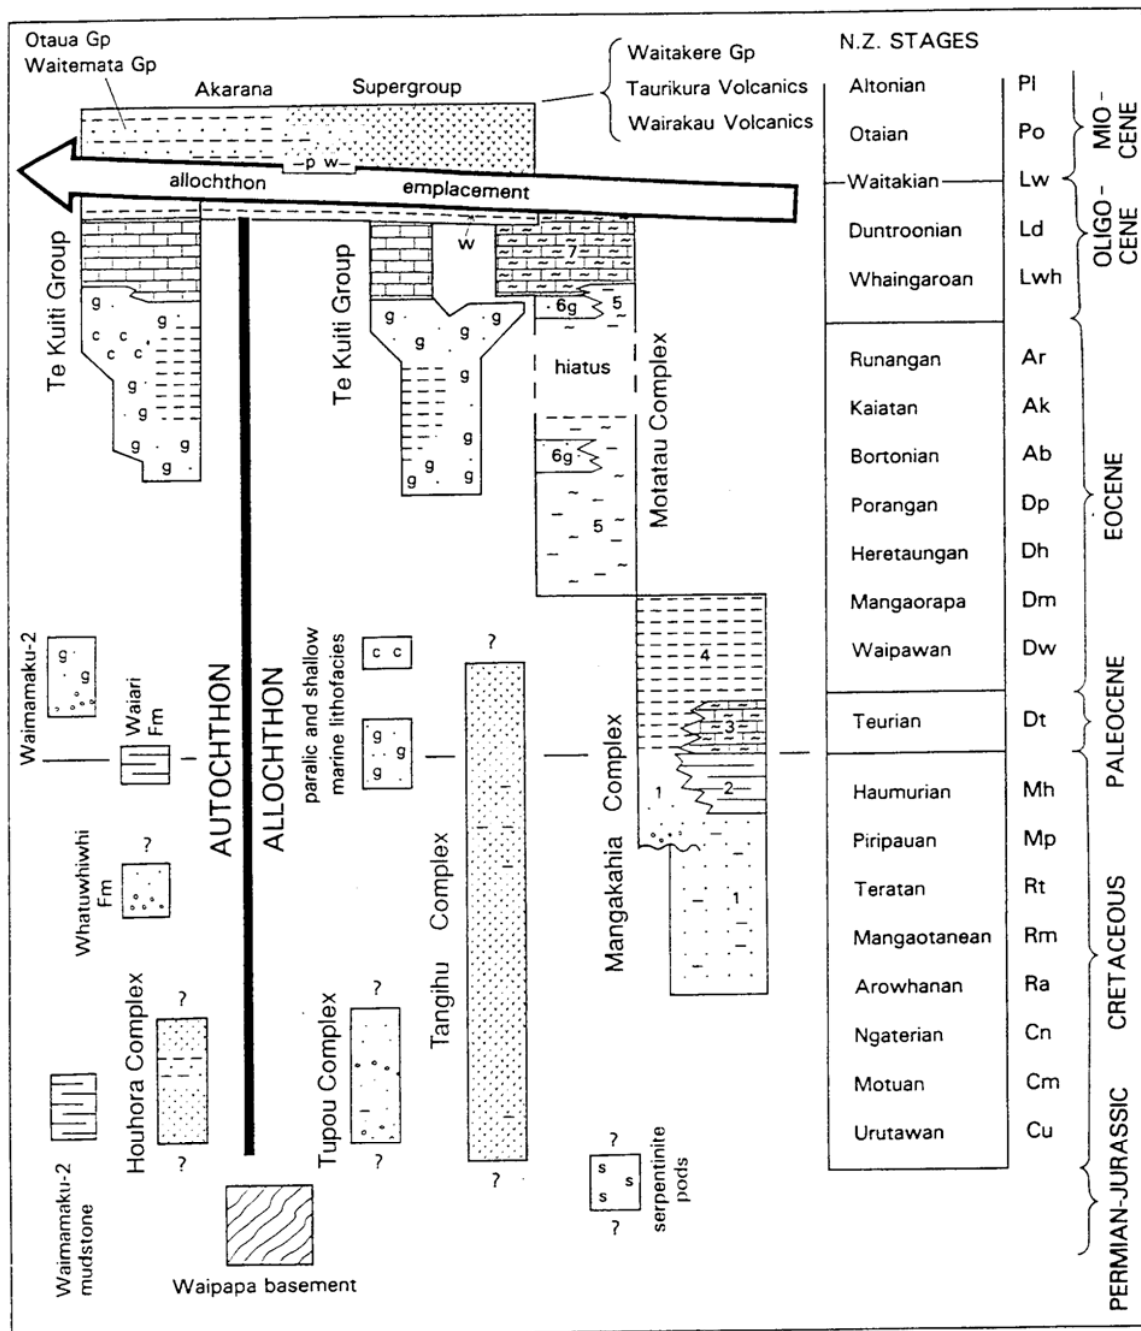 Otaua Gp
Waitemata Gp
Akarana Supergroup
Waitakere Gp
Taurikura Volcanics
Wairakau Volcanics
p w
allochthon emplacement
w
Te Kuiti Group
g
c c
c c
g
g
g
g
g
Te Kuiti Group
g
g
g
g
g
g
g
7
6g
5
hiatus
6g
5
Motatau Complex
4
3
1
2
1
Mangakahia Complex
Waimamaku-2
g
g
Waiari
Fm
AUTOCHTHON
ALLOCHTHON
paralic and shallow
marine lithofacies
c c
g
g
g
?
Tangihu Complex
?
?
Whatuwhiwhi
Fm
?
Houhora Complex
?
?
Tupou Complex
?
Waimamaku-2
mudstone
Waipapa basement
?
s
s
s
?
serpentinite
pods
N.Z. STAGES
Altonian Pl
Otaian Po
Waitakian Lw
Duntroonian Ld
Whaingaroan Lwh
Runangan Ar
Kaiatan Ak
Bortonian Ab
Porangan Dp
Heretaungan Dh
Mangaorapa Dm
Waipawan Dw
Teurian Dt
Haumurian Mh
Piripauan Mp
Teratan Rt
Mangaotanean Rm
Arowhanan Ra
Ngaterian Cn
Motuan Cm
Urutawan Cu
MIO-
CENE
OLIGO-
CENE
EOCENE
PALEOCENE
CRETACEOUS
PERMIAN-JURASSIC